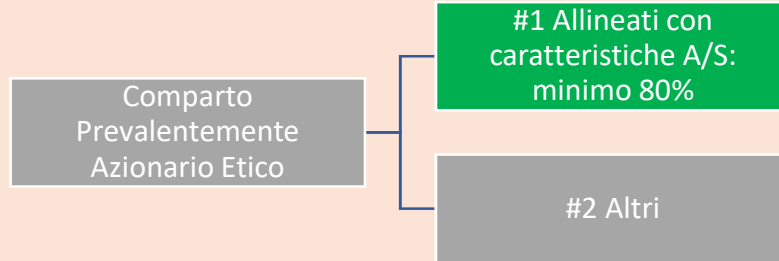 #1 Allineati con
caratteristiche A/S:
minimo 80%
Comparto
Prevalentemente
Azionario Etico
#2 Altri